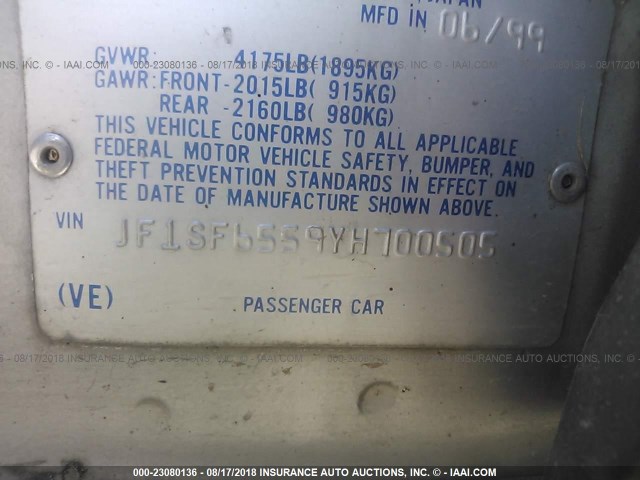 JAPAN
MFD IN 06/99
GVWR: 4175LB(1895KG)
GAWR: FRONT-2015LB( 915KG)
REAR -2160LB( 980KG)
THIS VEHICLE CONFORMS TO ALL APPLICABLE
FEDERAL MOTOR VEHICLE SAFETY, BUMPER, AND
THEFT PREVENTION STANDARDS IN EFFECT ON
THE DATE OF MANUFACTURE SHOWN ABOVE.
VIN JF1SF6559YH700505
(VE) PASSENGER CAR
000-23080136 - 08/17/2018 INSURANCE AUTO AUCTIONS, INC. - IAAI.COM